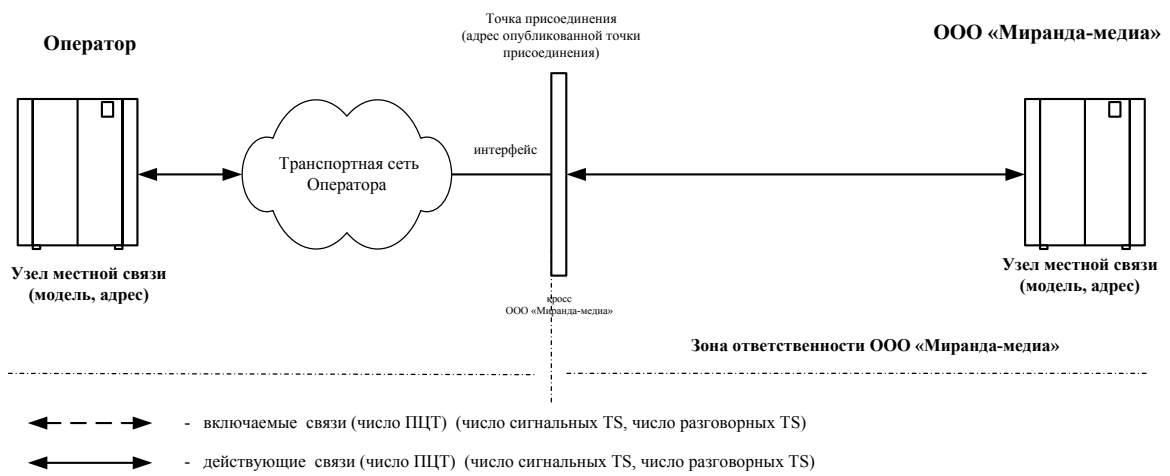 Точка присоединения
(адрес опубликованной точки
присоединения)
Оператор
ООО «Миранда-медиа»
интерфейс
Транспортная сеть
Оператора
Узел местной связи
(модель, адрес)
Узел местной связи
(модель, адрес)
кросс
ООО «Миранда-медиа»
Зона ответственности ООО «Миранда-медиа»
- включаемые связи (число ПЦТ) (число сигнальных TS, число разговорных TS)
- действующие связи (число ПЦТ) (число сигнальных TS, число разговорных TS)